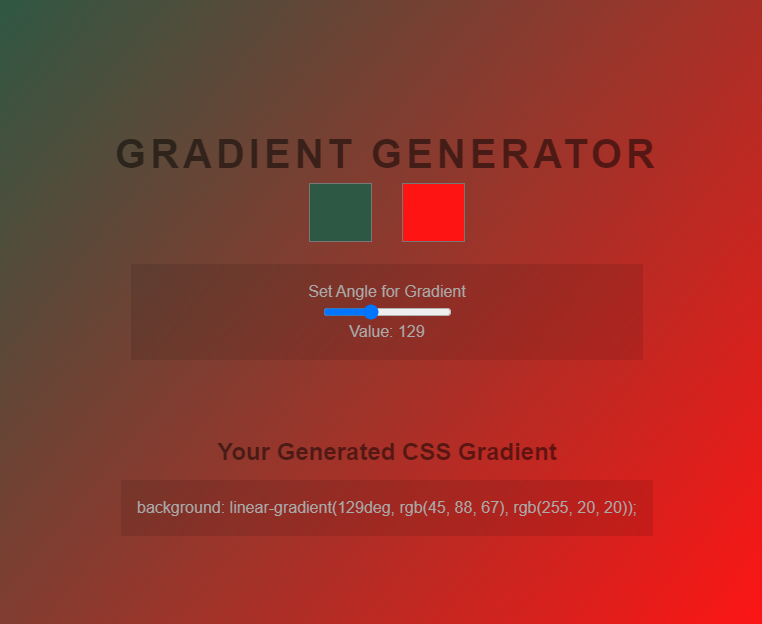 GRADIENT GENERATOR
Set Angle for Gradient
Value: 129
Your Generated CSS Gradient
background: linear-gradient(129deg, rgb(45, 88, 67), rgb(255, 20, 20));